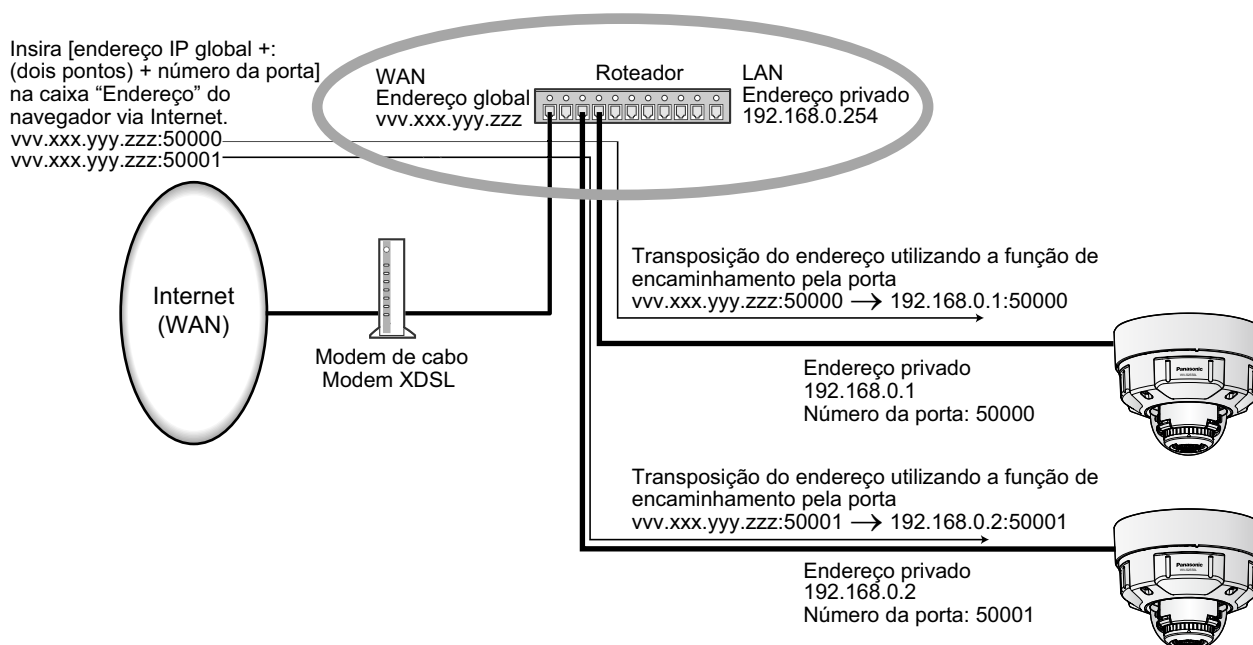 Insira [endereço IP global +:
(dois pontos) + número da porta]
na caixa “Endereço” do
navegador via Internet.
vvv.xxx.yyy.zzz:50000
vvv.xxx.yyy.zzz:50001
WAN
Endereço global
vvv.xxx.yyy.zzz
Roteador
LAN
Endereço privado
192.168.0.254
Internet
(WAN)
Modem de cabo
Modem XDSL
Transposição do endereço utilizando a função de
encaminhamento pela porta
vvv.xxx.yyy.zzz:50000 → 192.168.0.1:50000
Endereço privado
192.168.0.1
Número da porta: 50000
Panasonic
Transposição do endereço utilizando a função de
encaminhamento pela porta
vvv.xxx.yyy.zzz:50001 → 192.168.0.2:50001
Endereço privado
192.168.0.2
Número da porta: 50001
Panasonic